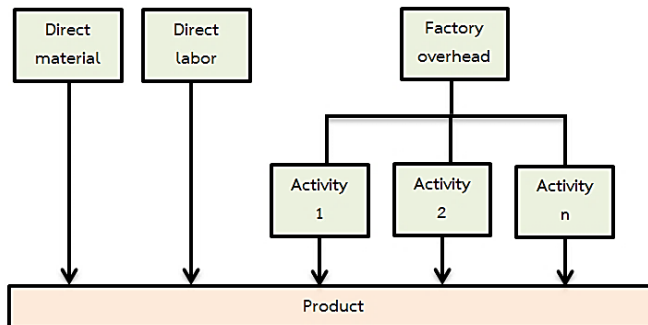 Direct
material
Direct
labor
Factory
overhead
Activity
1
Activity
2
Activity
n
Product